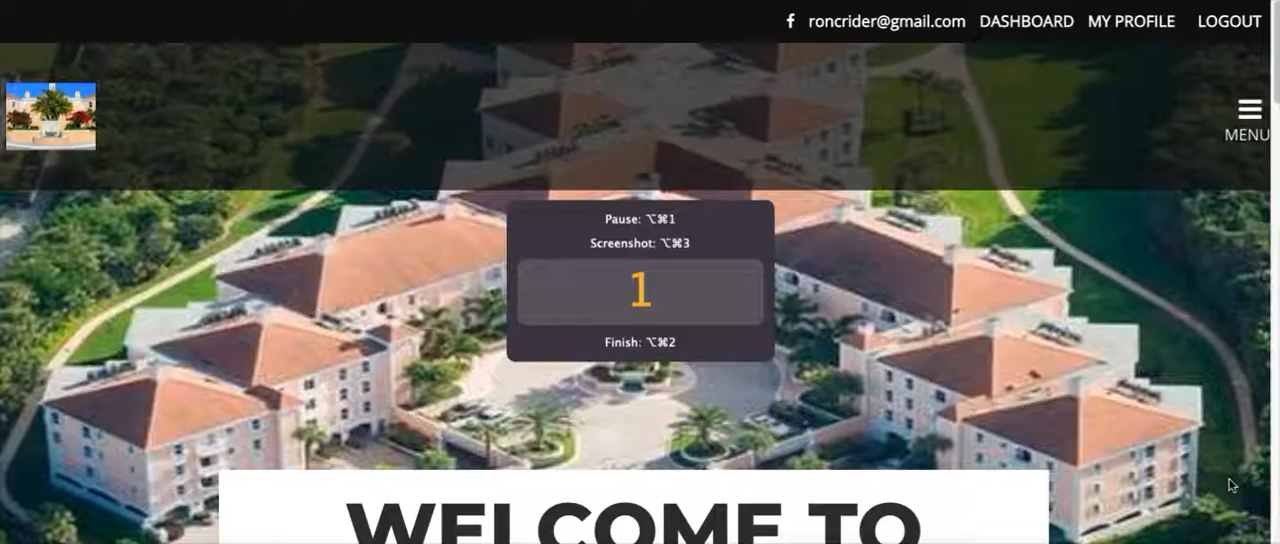 roncrider@gmail.com DASHBOARD MY PROFILE LOGOUT
MENU
Pause: ⌥⌘1
Screenshot: ⌥⌘3
1
Finish: ⌥⌘2
WELCOME TO